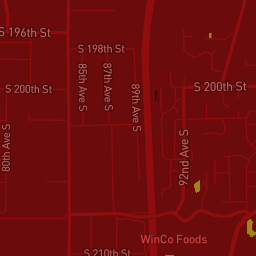 S 196th St
S 198th St
85th Ave S
87th Ave S
89th Ave S
S 200th St
S 200th St
80th Ave S
92nd Ave S
WinCo Foods
S 210th St